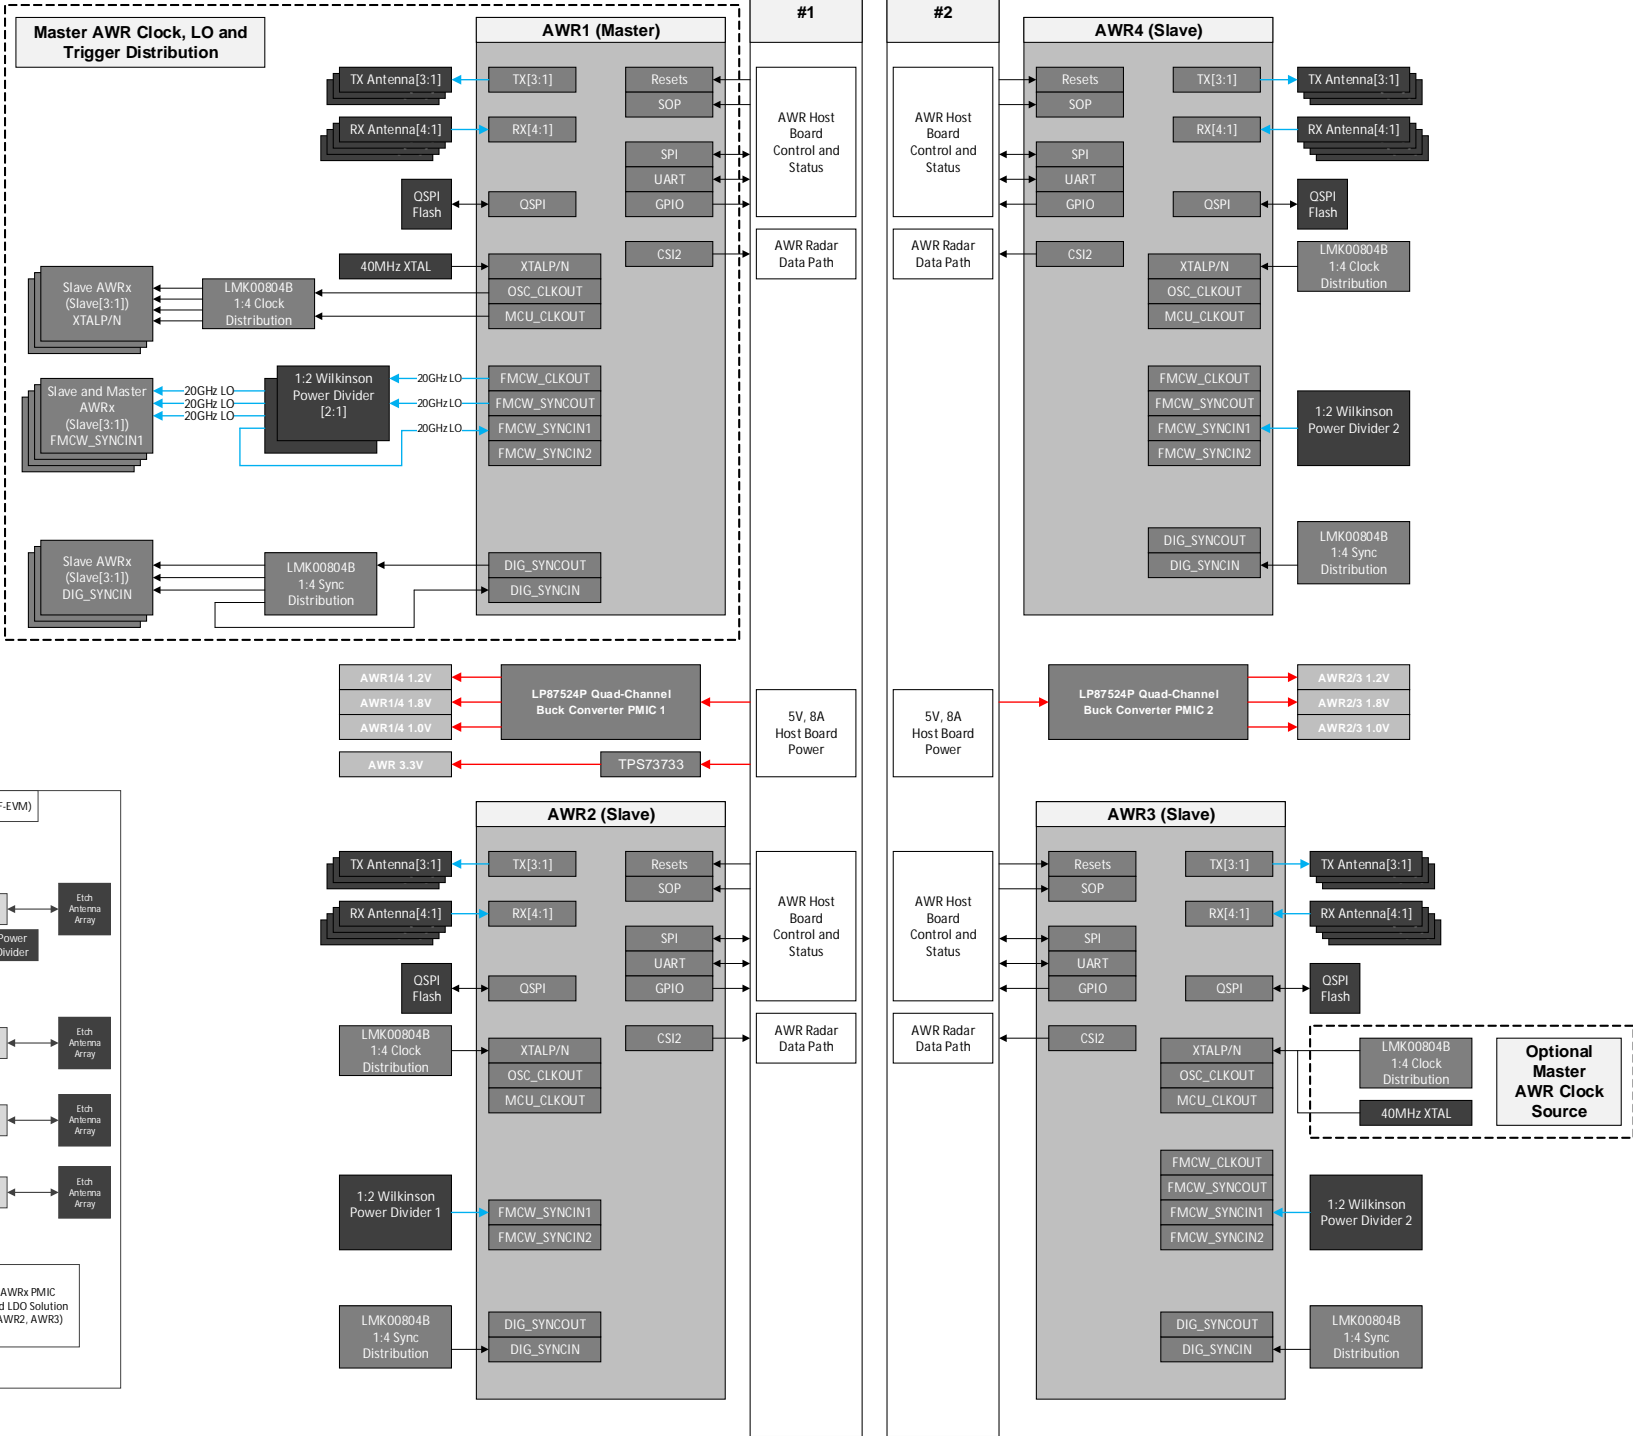 Master AWR Clock, LO and
Trigger Distribution
AWR1 (Master)
#1
#2
AWR4 (Slave)
TX Antenna[3:1]
TX[3:1]
Resets
SOP
RX Antenna[4:1]
RX[4:1]
SPI
UART
GPIO
QSPI
Flash
QSPI
CSI2
40MHz XTAL
XTALP/N
OSC_CLKOUT
MCU_CLKOUT
Slave AWRx
(Slave[3:1])
XTALP/N
LMK00804B
1:4 Clock
Distribution
Slave and Master
AWRx
(Slave[3:1])
FMCW_SYNCIN1
20GHz LO
20GHz LO
20GHz LO
1:2 Wilkinson
Power Divider
[2:1]
20GHz LO
20GHz LO
20GHz LO
FMCW_CLKOUT
FMCW_SYNCOUT
FMCW_SYNCIN1
FMCW_SYNCIN2
Slave AWRx
(Slave[3:1])
DIG_SYNCIN
LMK00804B
1:4 Sync
Distribution
DIG_SYNCOUT
DIG_SYNCIN
AWR Host
Board
Control and
Status
AWR Radar
Data Path
AWR Host
Board
Control and
Status
AWR Radar
Data Path
Resets
SOP
SPI
UART
GPIO
CSI2
TX[3:1]
TX Antenna[3:1]
RX[4:1]
RX Antenna[4:1]
QSPI
QSPI
Flash
XTALP/N
OSC_CLKOUT
MCU_CLKOUT
LMK00804B
1:4 Clock
Distribution
FMCW_CLKOUT
FMCW_SYNCOUT
FMCW_SYNCIN1
FMCW_SYNCIN2
1:2 Wilkinson
Power Divider 2
DIG_SYNCOUT
DIG_SYNCIN
LMK00804B
1:4 Sync
Distribution
AWR1/4 1.2V
AWR1/4 1.8V
AWR1/4 1.0V
LP87524P Quad-Channel
Buck Converter PMIC 1
AWR 3.3V
TPS73733
5V, 8A
Host Board
Power
5V, 8A
Host Board
Power
LP87524P Quad-Channel
Buck Converter PMIC 2
AWR2/3 1.2V
AWR2/3 1.8V
AWR2/3 1.0V
F-EVM)
Etch
Antenna
Array
Power
Divider
Etch
Antenna
Array
Etch
Antenna
Array
Etch
Antenna
Array
AWRx PMIC
d LDO Solution
AWR2, AWR3)
AWR2 (Slave)
TX Antenna[3:1]
TX[3:1]
Resets
SOP
RX Antenna[4:1]
RX[4:1]
SPI
UART
GPIO
QSPI
Flash
QSPI
CSI2
LMK00804B
1:4 Clock
Distribution
XTALP/N
OSC_CLKOUT
MCU_CLKOUT
1:2 Wilkinson
Power Divider 1
FMCW_SYNCIN1
FMCW_SYNCIN2
LMK00804B
1:4 Sync
Distribution
DIG_SYNCOUT
DIG_SYNCIN
AWR Host
Board
Control and
Status
AWR Radar
Data Path
AWR Host
Board
Control and
Status
AWR Radar
Data Path
AWR3 (Slave)
Resets
SOP
SPI
UART
GPIO
CSI2
TX[3:1]
TX Antenna[3:1]
RX[4:1]
RX Antenna[4:1]
QSPI
QSPI
Flash
XTALP/N
OSC_CLKOUT
MCU_CLKOUT
LMK00804B
1:4 Clock
Distribution
40MHz XTAL
Optional
Master
AWR Clock
Source
FMCW_CLKOUT
FMCW_SYNCOUT
FMCW_SYNCIN1
FMCW_SYNCIN2
1:2 Wilkinson
Power Divider 2
DIG_SYNCOUT
DIG_SYNCIN
LMK00804B
1:4 Sync
Distribution